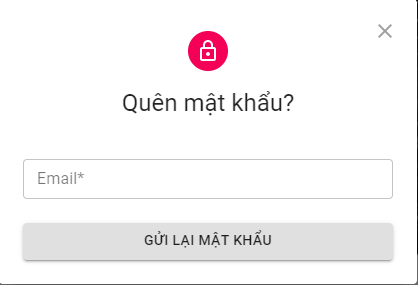 Quên mật khẩu?
Email*
GỬI LẠI MẬT KHẨU